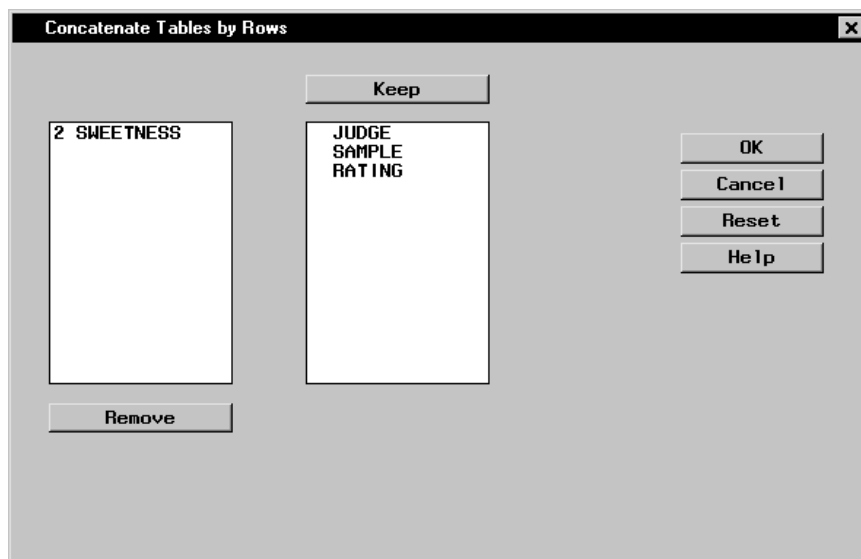 Concatenate Tables by Rows
Keep
2 SWEETNESS
JUDGE
SAMPLE
RATING
OK
Cancel
Reset
Help
Remove